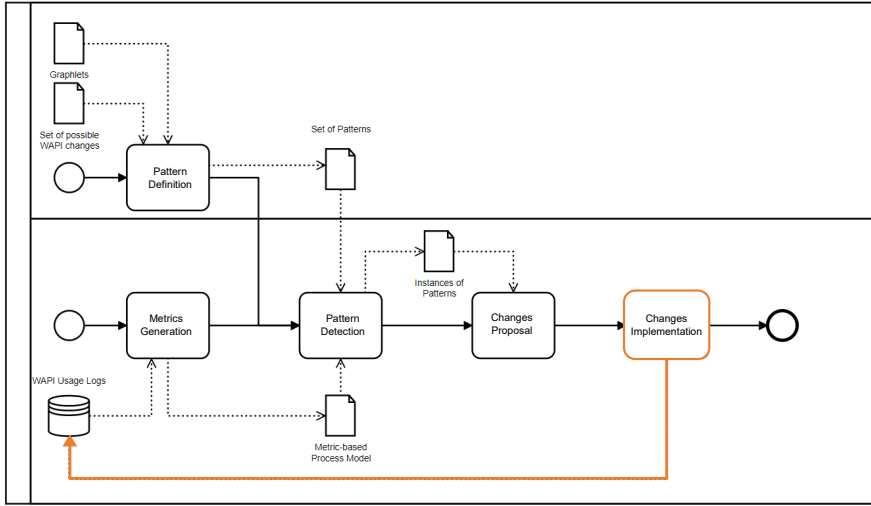 Graphlets
Set of possible
WAPI changes
Set of Patterns
Pattern
Definition
Instances of
Patterns
Metrics
Generation
Pattern
Detection
Changes
Proposal
Changes
Implementation
WAPI Usage Logs
Metric-based
Process Model